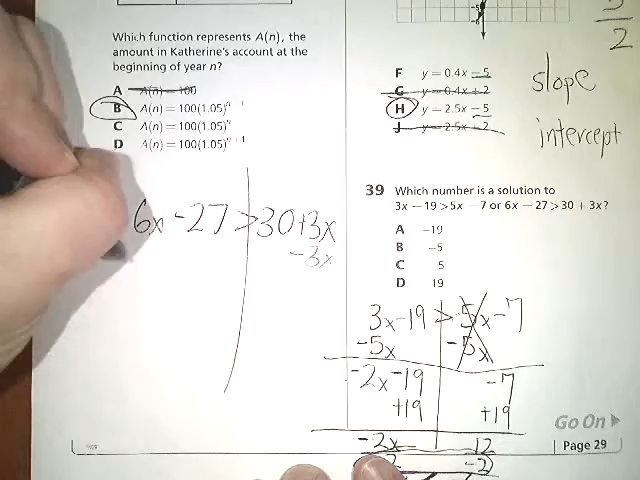 Which function represents A(n), the
amount in Katherine's account at the
beginning of year n?
A A(n) = 100
B A(n) = 100(1.05)ⁿ⁻¹
C A(n) = 100(1.05)ⁿ
D A(n) = 100(1.05)ⁿ⁺¹
6x - 27 > 30 + 3x
-3x
5
2
F y = 0.4x - 5
G y = 0.4x + 2
H y = 2.5x - 5
J y = 2.5x + 2
slope
intercept
39 Which number is a solution to
3x - 19 > 5x - 7 or 6x - 27 > 30 + 3x?
A -19
B -5
C 5
D 19
3x - 19 > 5x - 7
-5x -5x
-2x - 19 -7
+19 +19
-2x 12
-2 -2
Go On
Page 29